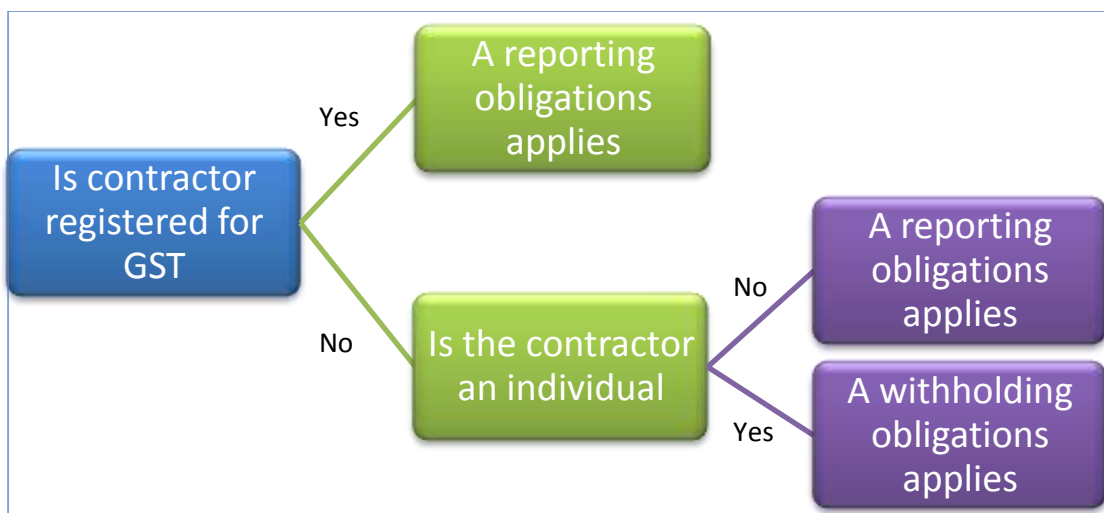 Is contractor
registered for
GST
Yes
A reporting
obligations
applies
No
Is the contractor
an individual
No
A reporting
obligations
applies
Yes
A withholding
obligations
applies